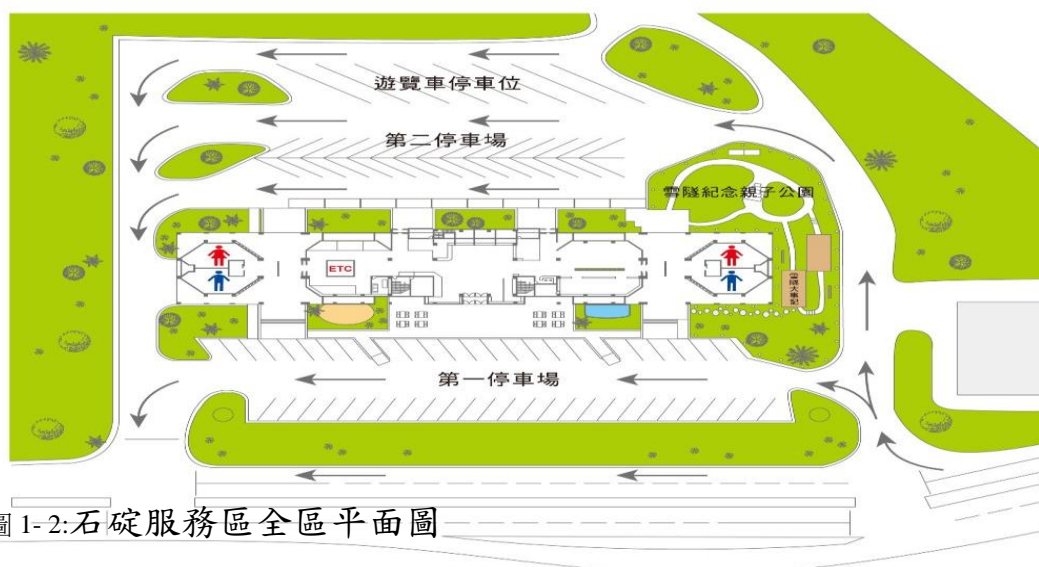 遊覽車停車位
第二停車場
雪隧紀念親子公園
ETC
雪隧大事記
第一停車場
圖 1- 2:石碇服務區全區平面圖